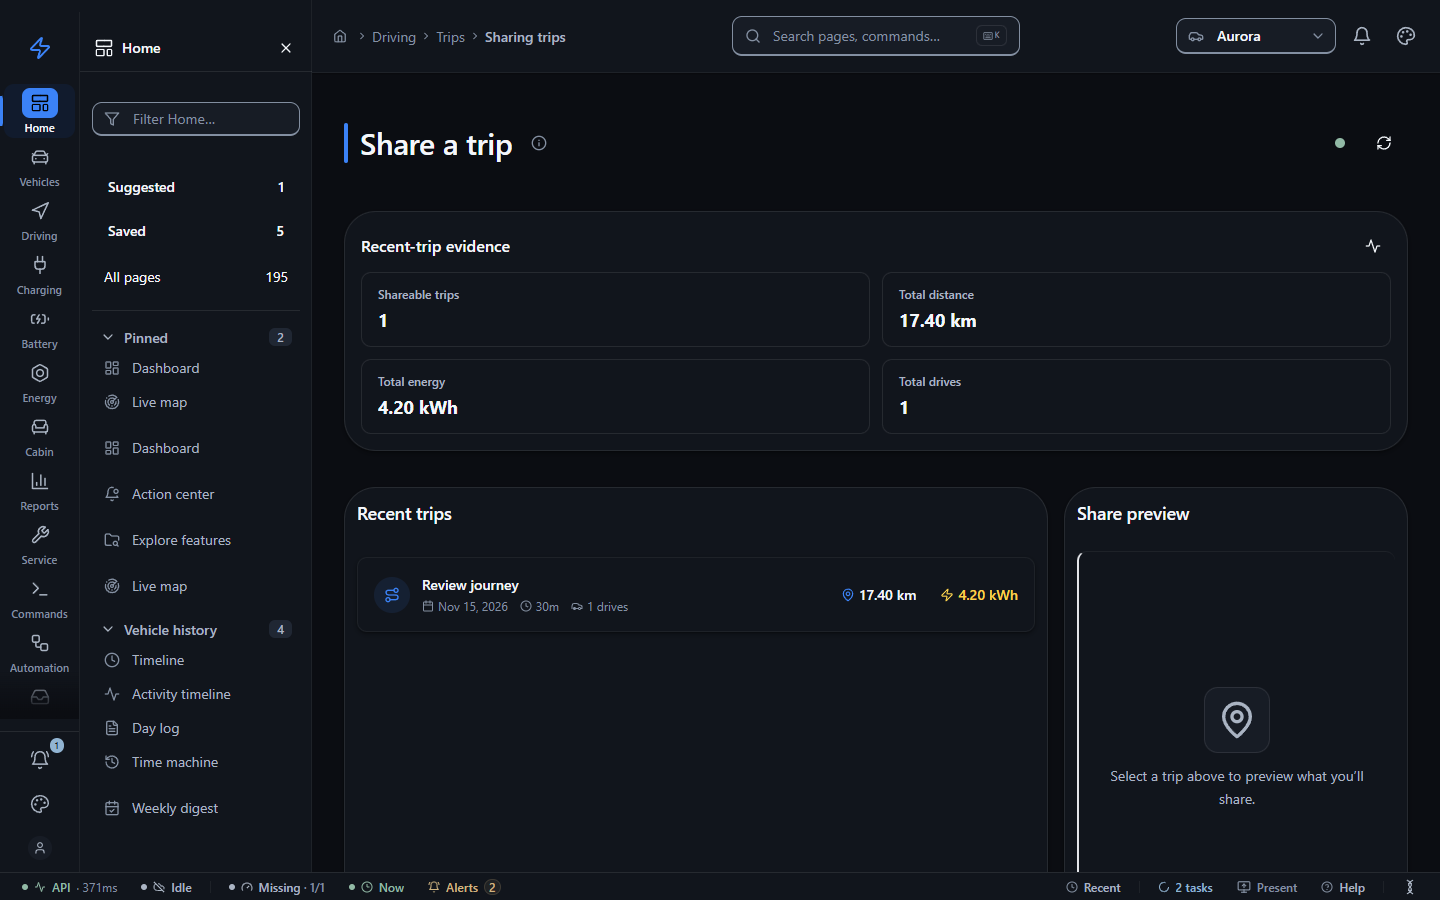 Home
Vehicles
Driving
Charging
Battery
Energy
Cabin
Reports
Service
Commands
Automation
1
Home
Filter Home...
Suggested 1
Saved 5
All pages 195
Pinned 2
Dashboard
Live map
Dashboard
Action center
Explore features
Live map
Vehicle history 4
Timeline
Activity timeline
Day log
Time machine
Weekly digest
Driving Trips Sharing trips
Search pages, commands... K
Aurora
Share a trip
Recent-trip evidence
Shareable trips
1
Total distance
17.40 km
Total energy
4.20 kWh
Total drives
1
Recent trips
Review journey
Nov 15, 2026 30m 1 drives
17.40 km 4.20 kWh
Share preview
Select a trip above to preview what you'll
share.
API · 371ms Idle Missing · 1/1 Now Alerts 2 Recent 2 tasks Present Help